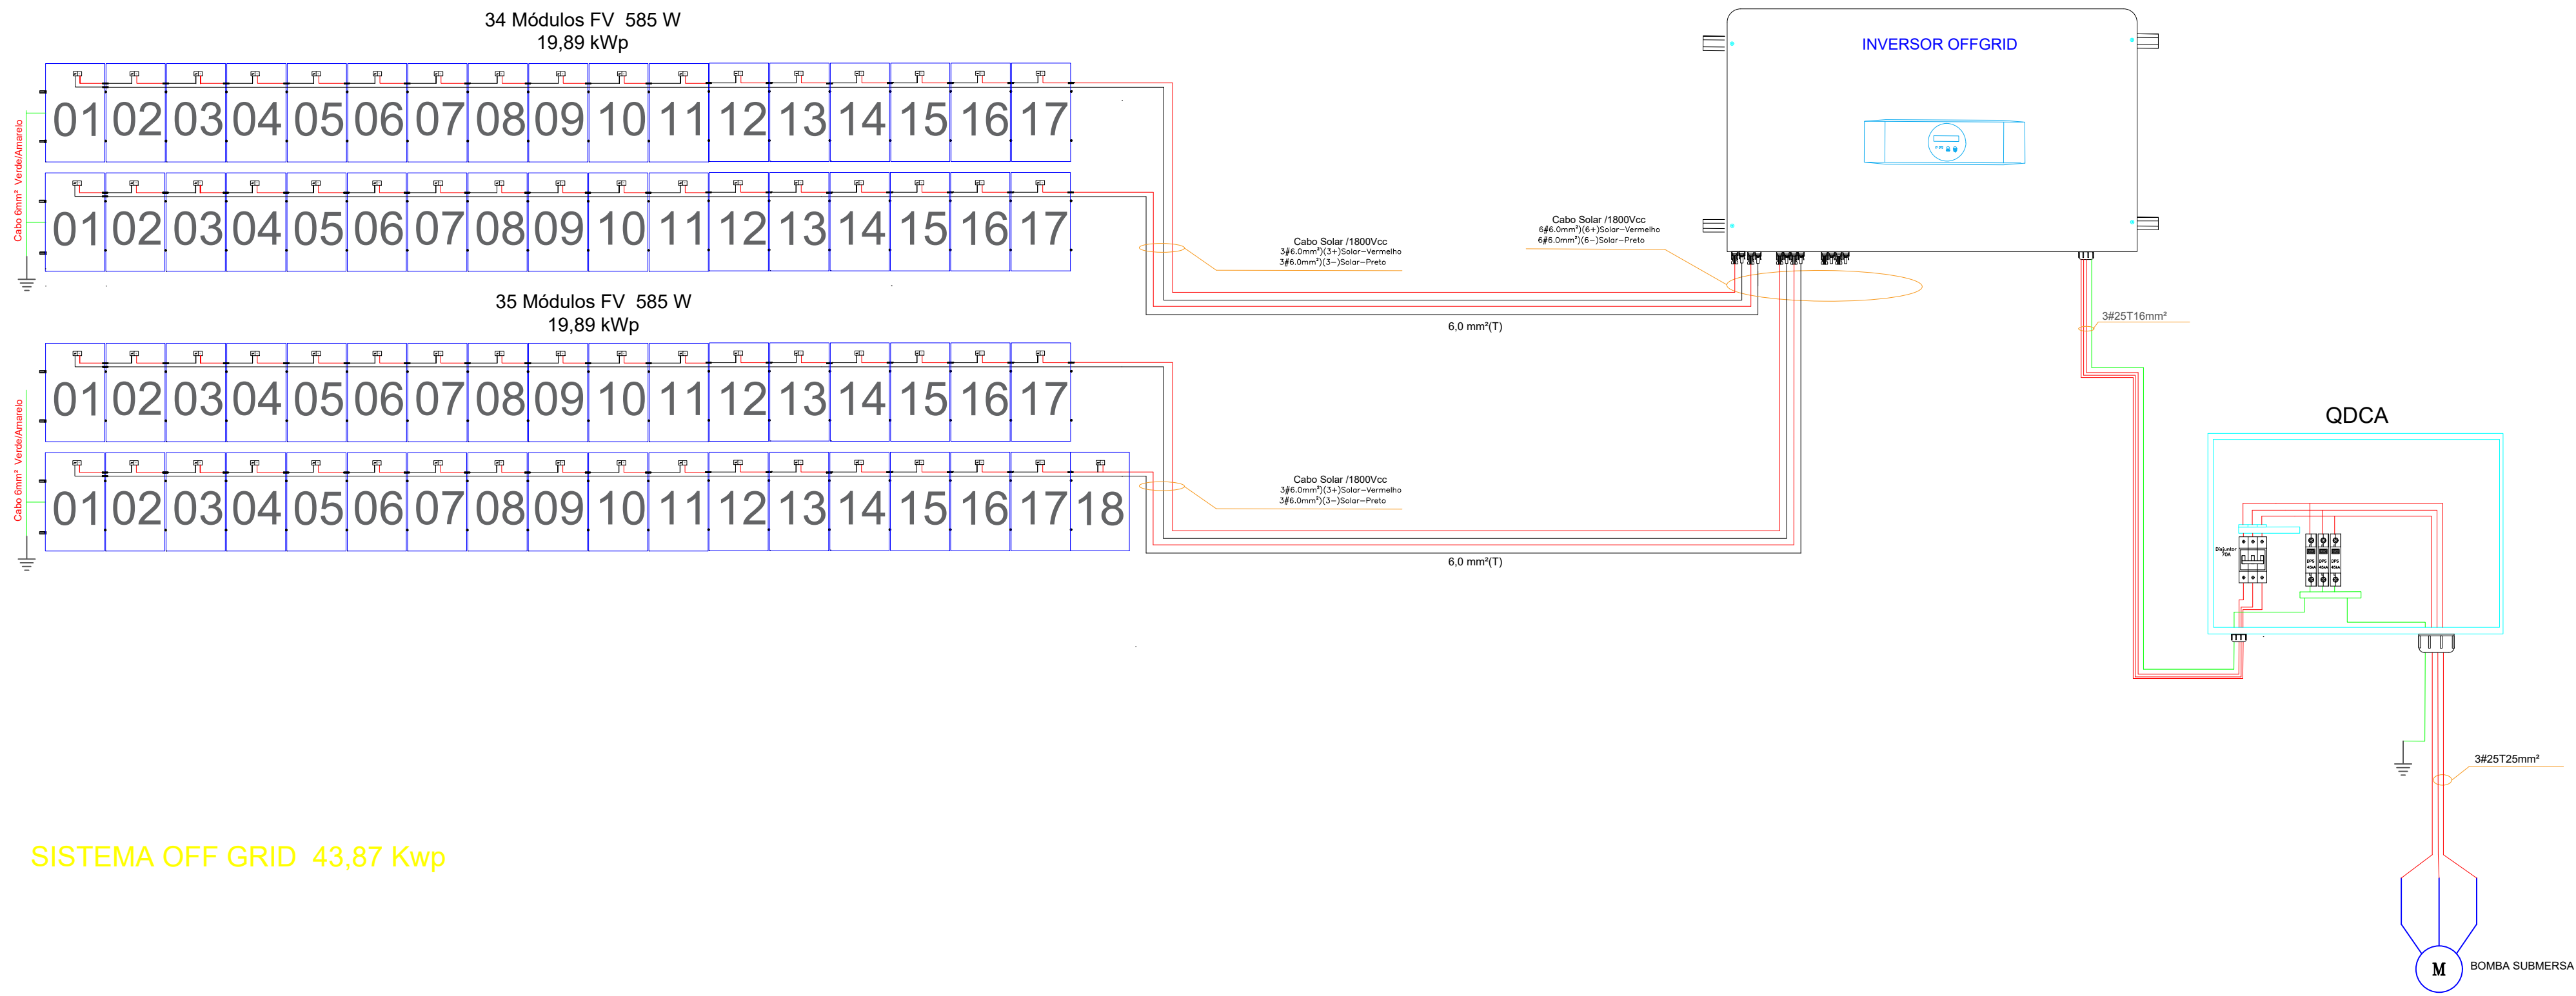 34 Módulos FV 585 W
19,89 kWp
01 02 03 04 05 06 07 08 09 10 11 12 13 14 15 16 17
01 02 03 04 05 06 07 08 09 10 11 12 13 14 15 16 17
Cabo 6mm² Verde/Amarelo
Cabo Solar /1800Vcc
3#6.0mm²)(3+)Solar-Vermelho
3#6.0mm²)(3-)Solar-Preto
6,0 mm²(T)
35 Módulos FV 585 W
19,89 kWp
01 02 03 04 05 06 07 08 09 10 11 12 13 14 15 16 17
01 02 03 04 05 06 07 08 09 10 11 12 13 14 15 16 17 18
Cabo 6mm² Verde/Amarelo
Cabo Solar /1800Vcc
3#6.0mm²)(3+)Solar-Vermelho
3#6.0mm²)(3-)Solar-Preto
6,0 mm²(T)
INVERSOR OFFGRID
Cabo Solar /1800Vcc
6#6.0mm²)(6+)Solar-Vermelho
6#6.0mm²)(6-)Solar-Preto
3#25T16mm²
QDCA
Disjuntor
70A
DPS DPS DPS
45kA 45kA 45kA
3#25T25mm²
M
BOMBA SUBMERSA
SISTEMA OFF GRID 43,87 Kwp